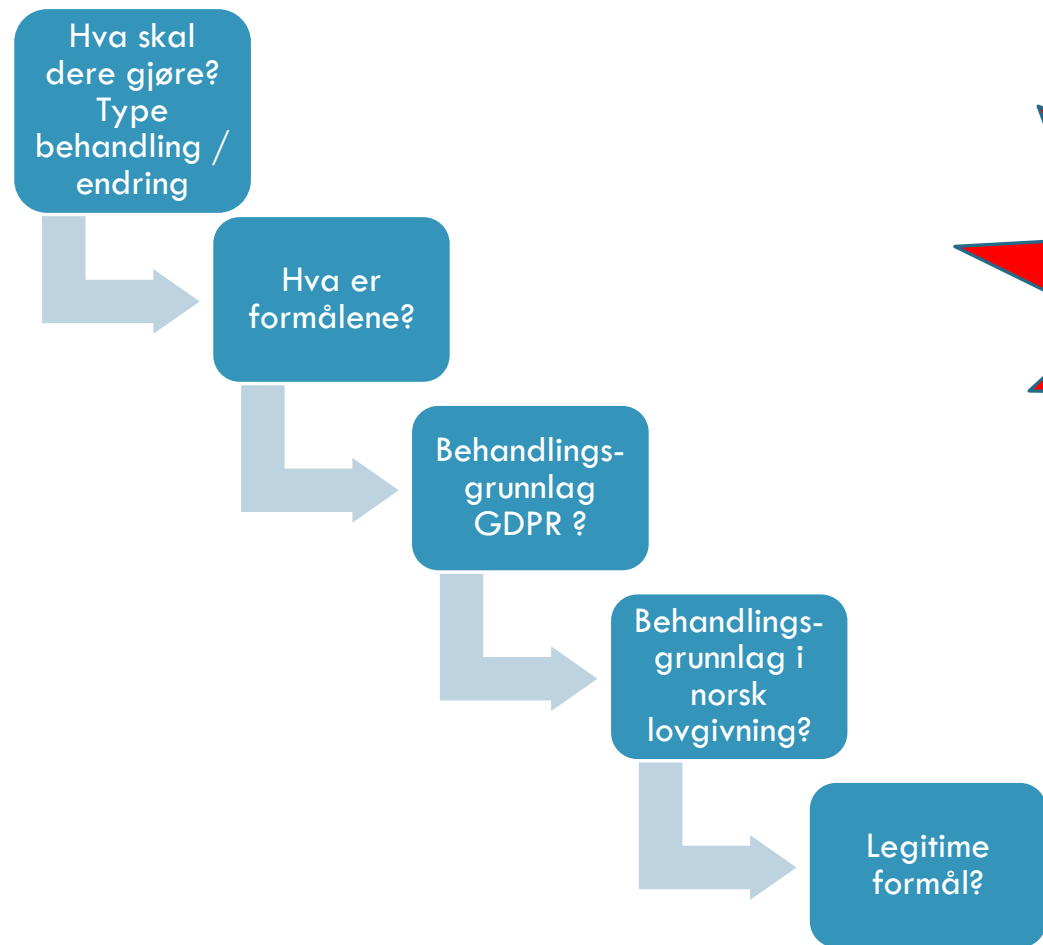 Hva skal
dere gjøre?
Type
behandling /
endring
Hva er
formålene?
Behandlings-
grunnlag
GDPR ?
Behandlings-
grunnlag i
norsk
lovgivning?
Legitime
formål?